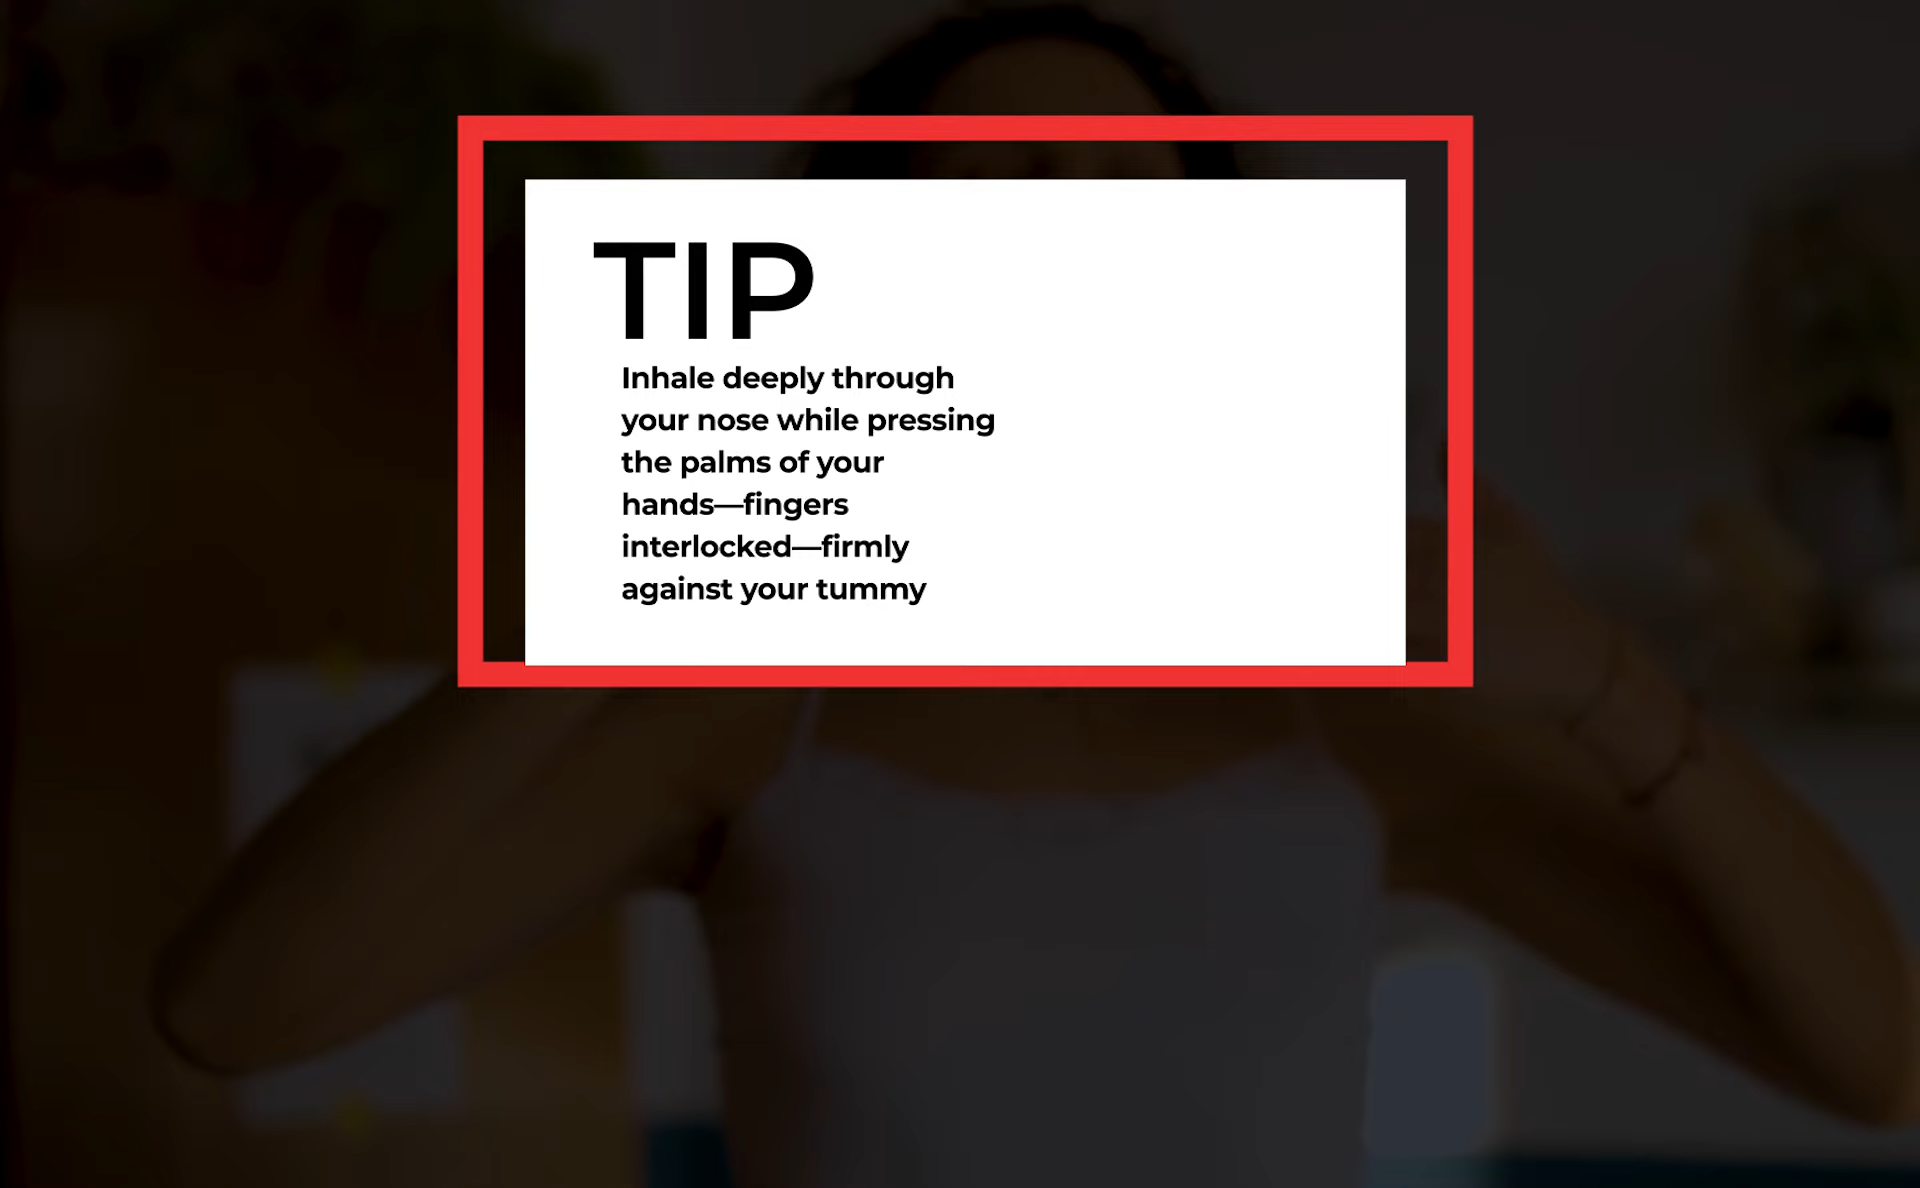 TIP
Inhale deeply through
your nose while pressing
the palms of your
hands—fingers
interlocked—firmly
against your tummy